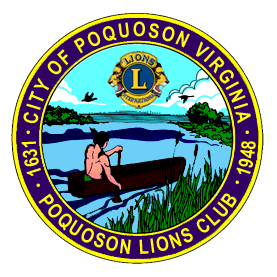 CITY OF POQUOSON VIRGINIA
LIONS
L
INTERNATIONAL
· 1631 ·
· 1948 ·
POQUOSON LIONS CLUB